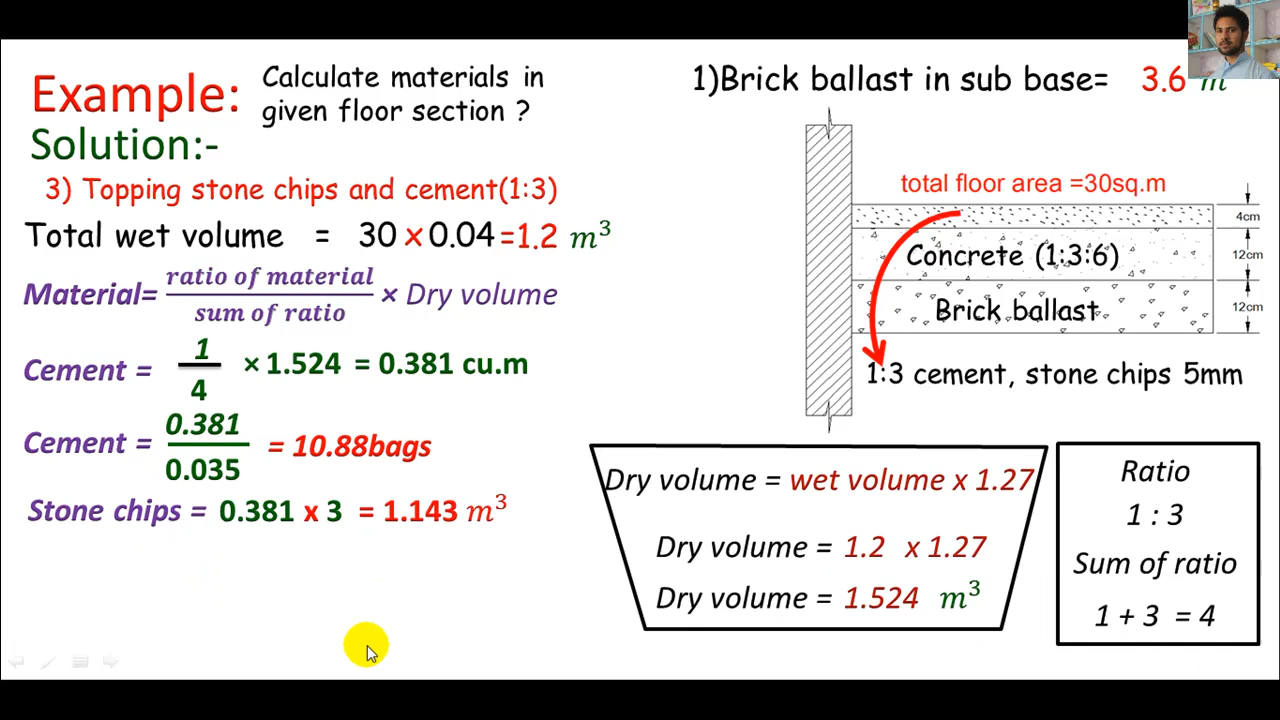 Example: Calculate materials in
given floor section ?
Solution:-
3) Topping stone chips and cement(1:3)
Total wet volume = 30 × 0.04 =1.2 m³
Material= ratio of material
sum of ratio
× Dry volume
Cement = 1
4
× 1.524 = 0.381 cu.m
Cement = 0.381
0.035
= 10.88bags
Stone chips = 0.381 x 3 = 1.143 m³
1)Brick ballast in sub base= 3.6 m
total floor area =30sq.m
4cm
Concrete (1:3:6)
12cm
Brick ballast
12cm
1:3 cement, stone chips 5mm
Dry volume = wet volume x 1.27
Dry volume = 1.2 x 1.27
Dry volume = 1.524 m³
Ratio
1 : 3
Sum of ratio
1 + 3 = 4